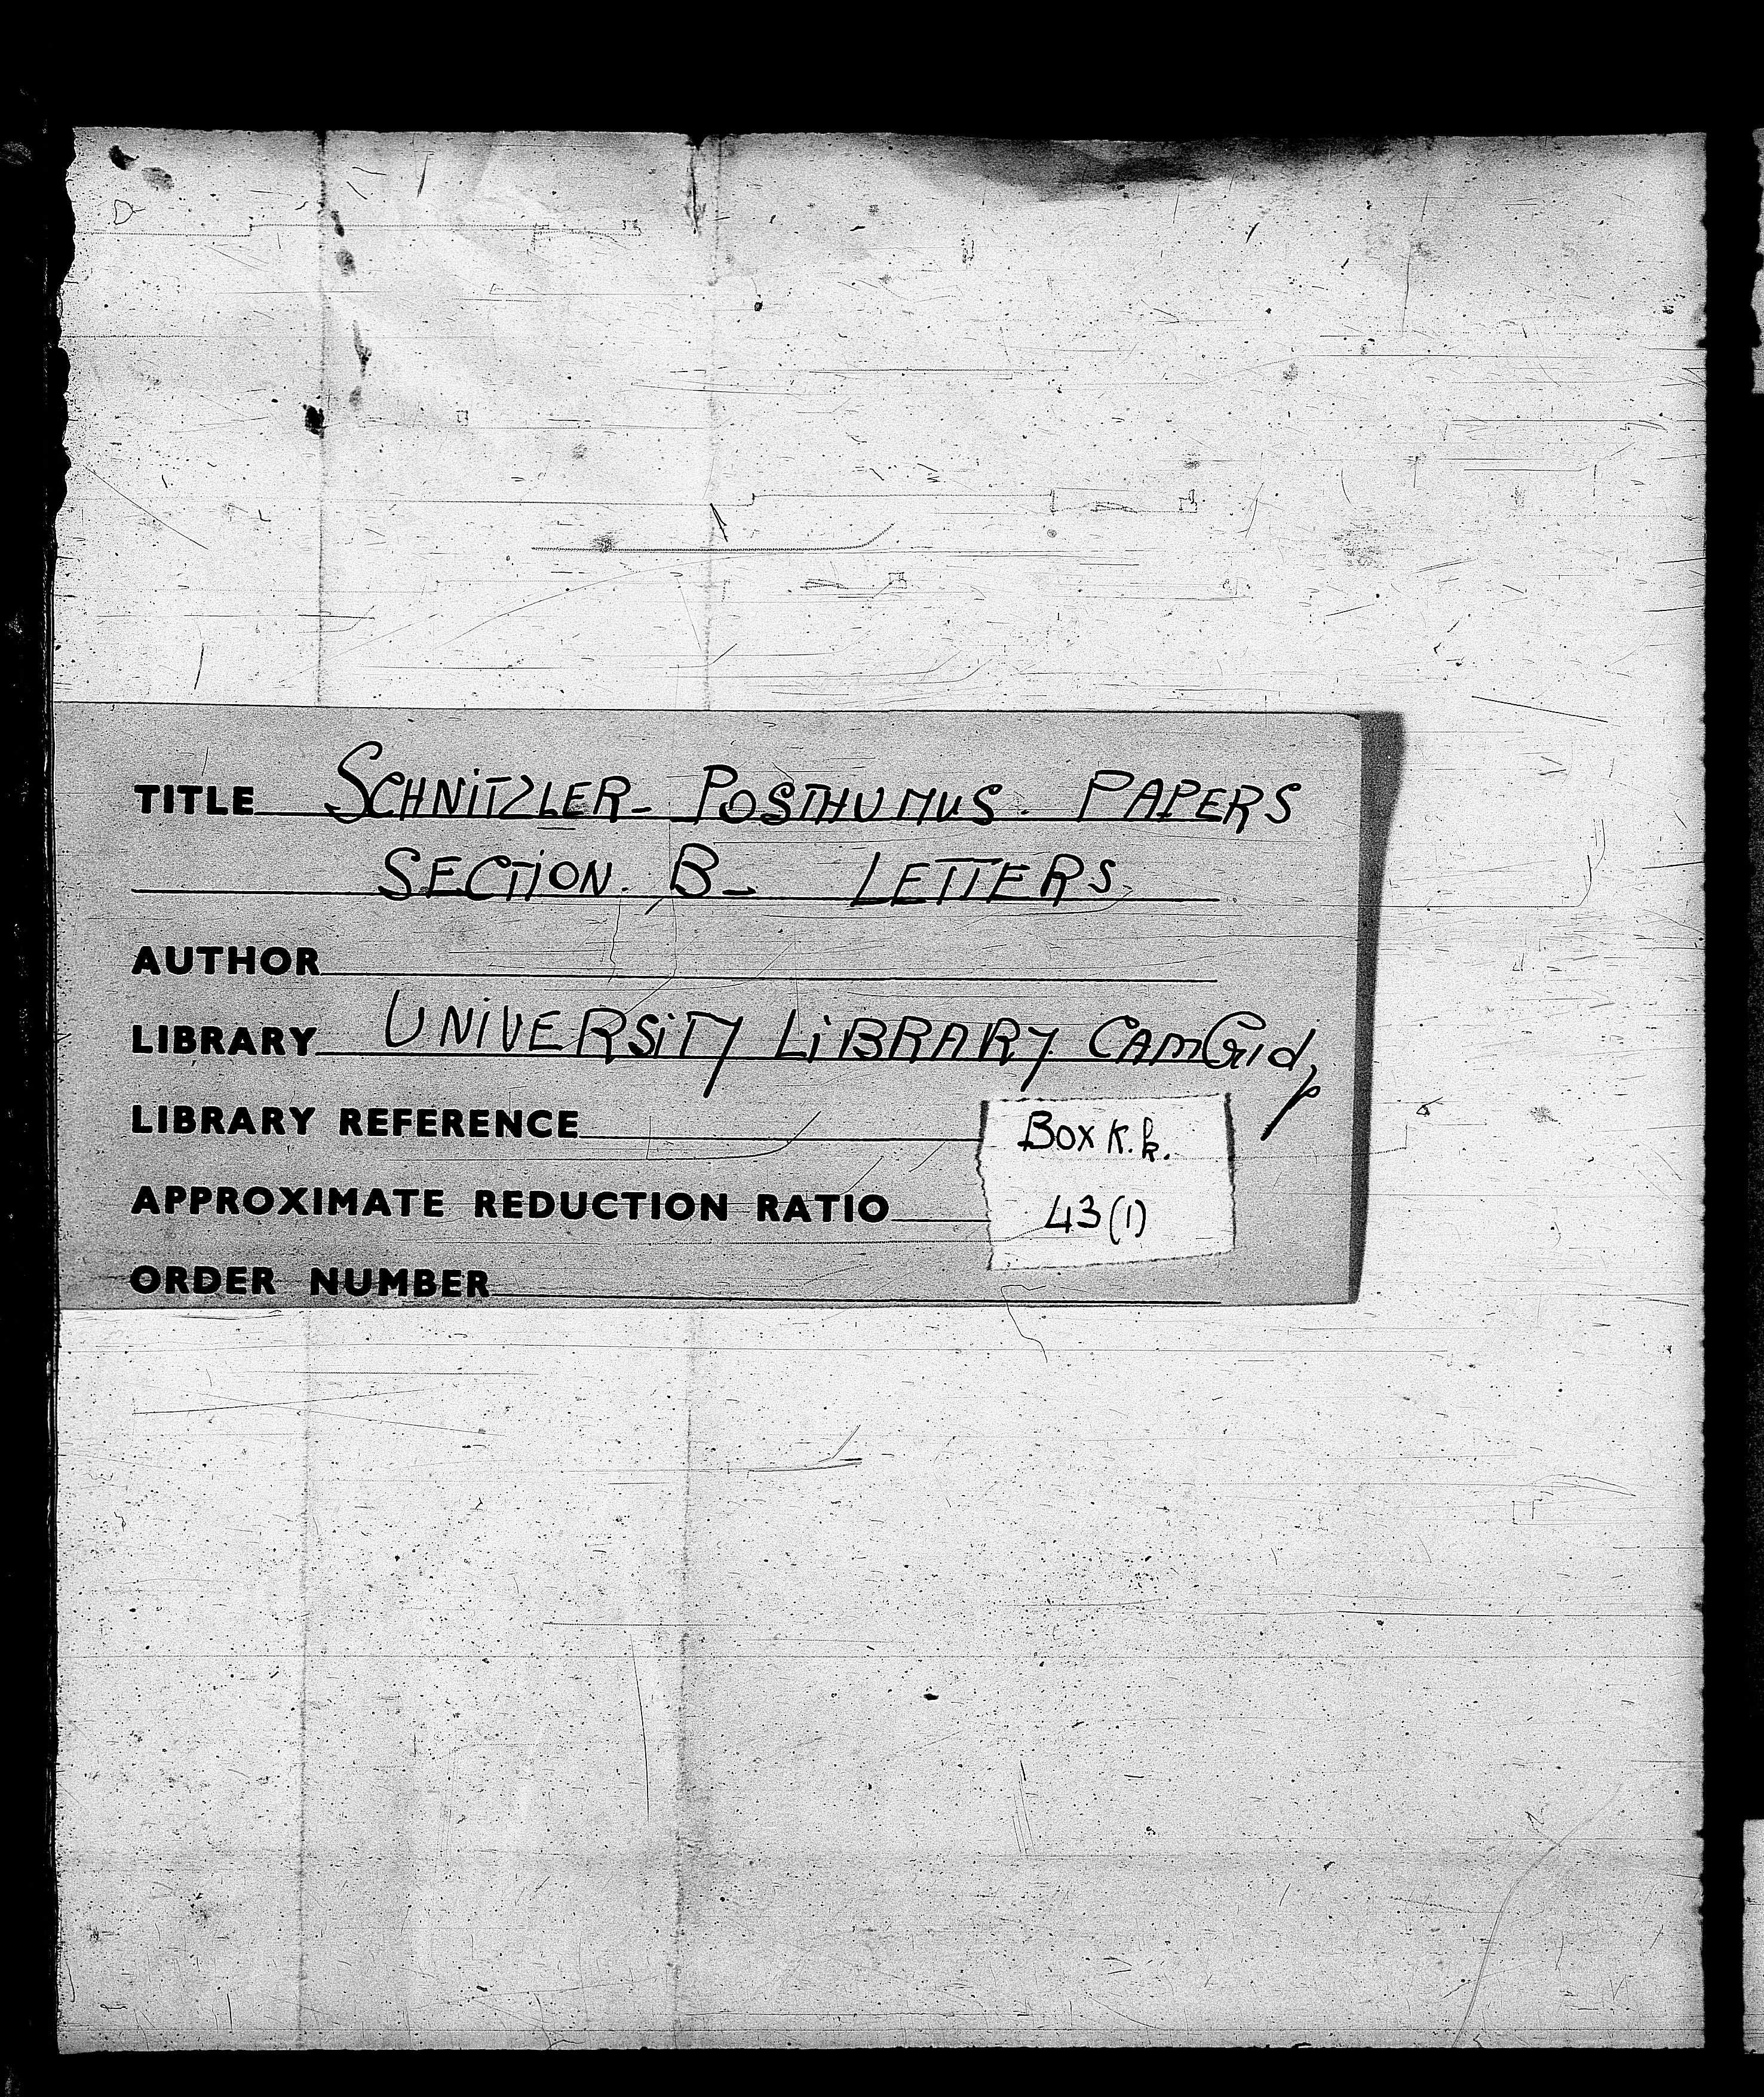 TITLE SCHNITZLER- POSTHUMUS. PAPERS
SECTION. B- LETTERS.
AUTHOR
LIBRARY UNIVERSITY LIBRARY
LIBRARY REFERENCE
Box K.k.
APPROXIMATE REDUCTION RATIO
43(1)
ORDER NUMBER